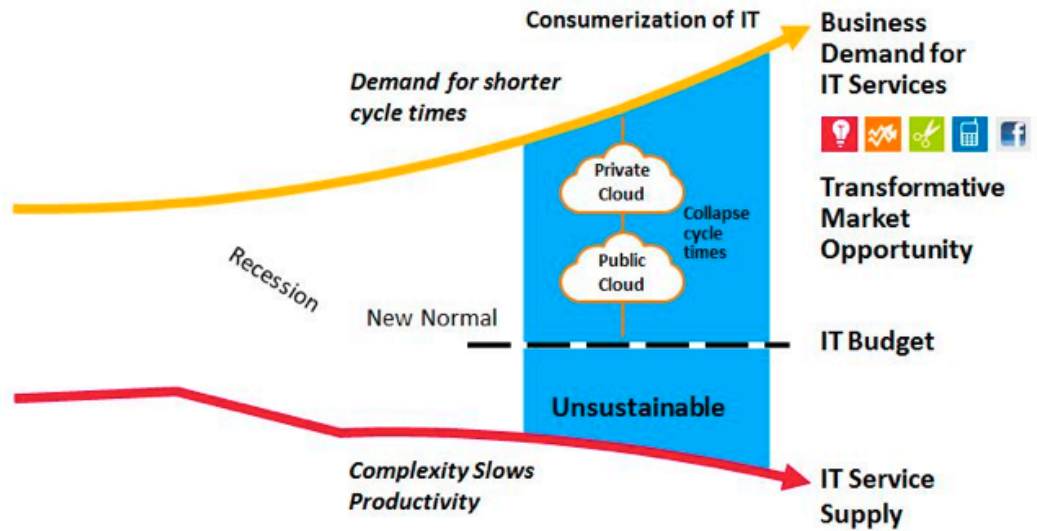 Consumerization of IT
Business
Demand for
IT Services
Demand for shorter
cycle times
Private
Cloud
Collapse
cycle
times
Public
Cloud
f
Transformative
Market
Opportunity
Recession
New Normal
IT Budget
Unsustainable
Complexity Slows
Productivity
IT Service
Supply